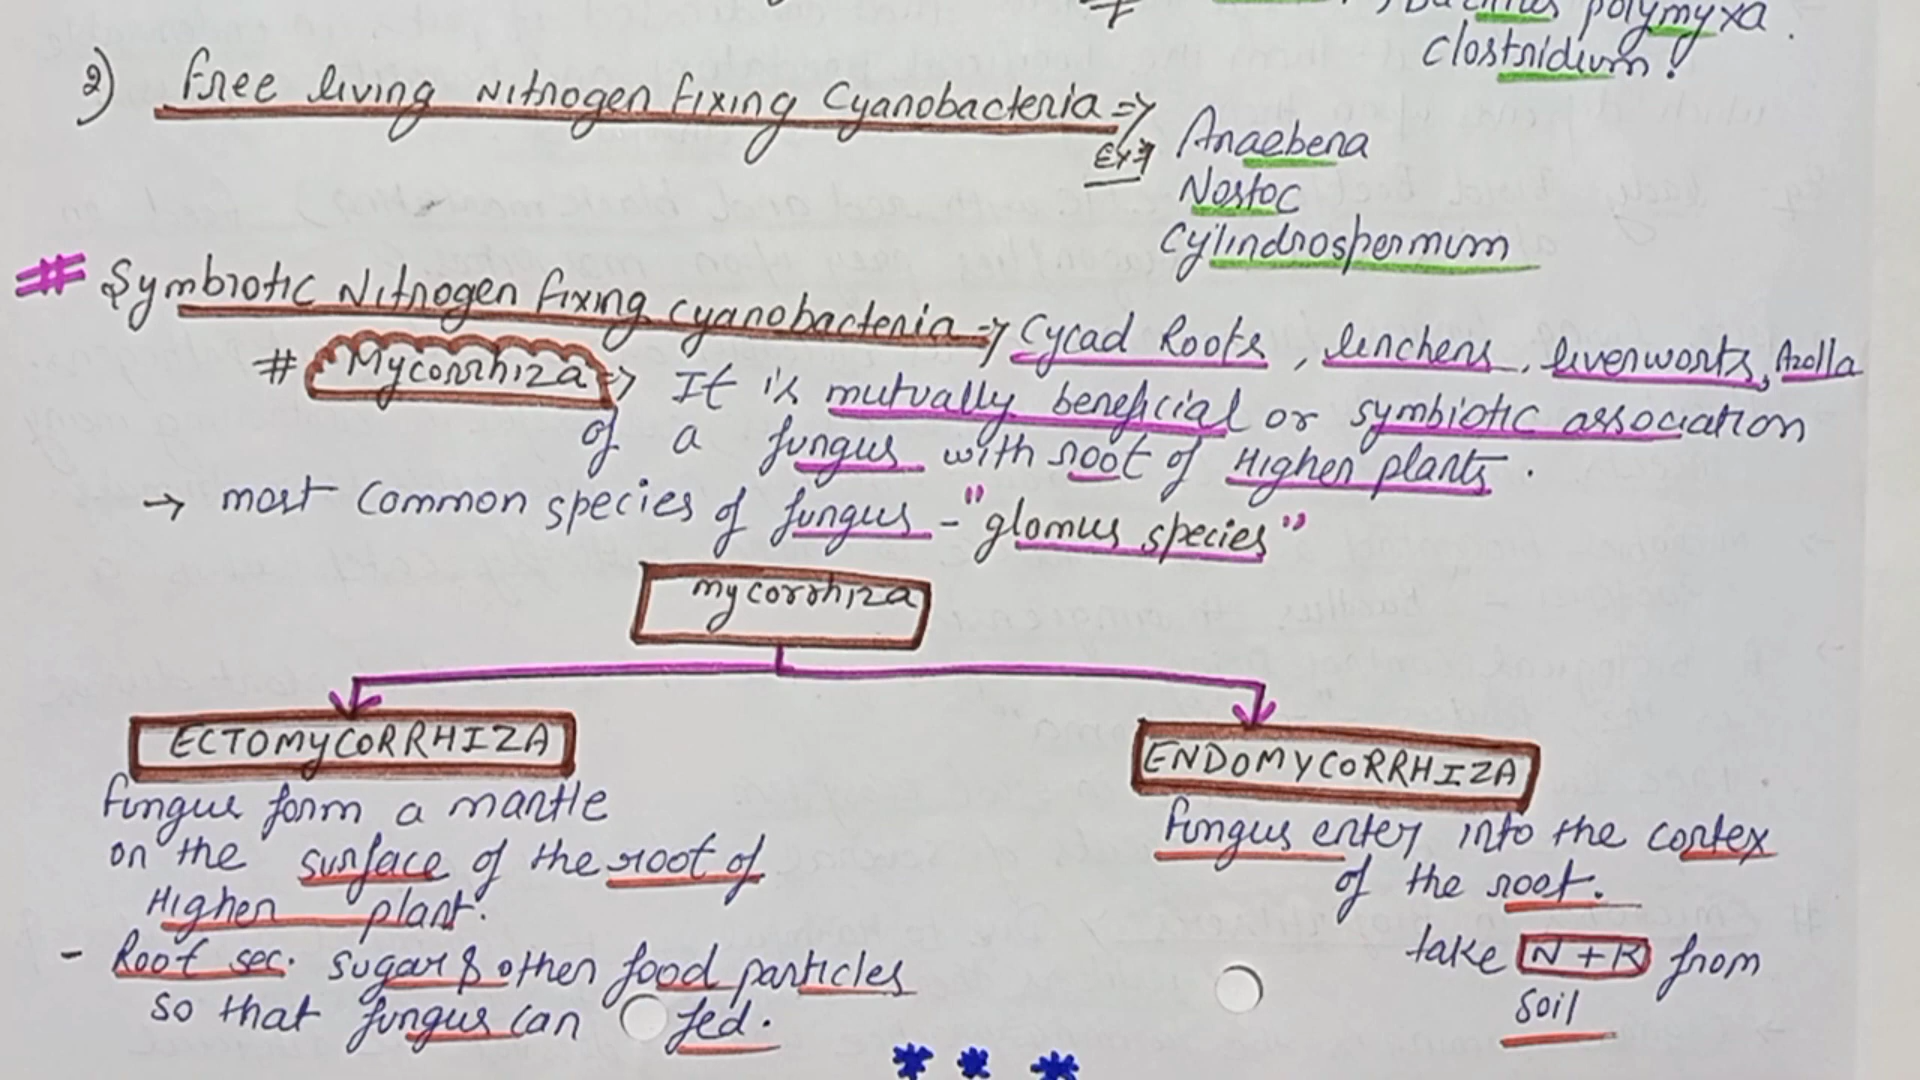 polymyxa.
Clostridium!
2) Free living Nitrogen Fixing Cyanobacteria =>
Ex => Anaebena
Nostoc
Cylindrospermum
# Symbiotic Nitrogen fixing cyanobacteria => Cycad Roots, linchens, liverworts, Azolla
# Mycorrhiza => It is mutually beneficial or symbiotic association
of a fungus with root of Higher plants.
→ most common species of fungus - "glomus species"
mycorrhiza
ECTOMYCORRHIZA
ENDOMYCORRHIZA
fungus form a mantle
on the surface of the root of
Higher plant.
- Root sec. sugar & other food particles
so that fungus can fed.
fungus enter into the cortex
of the root.
take N + K from
soil